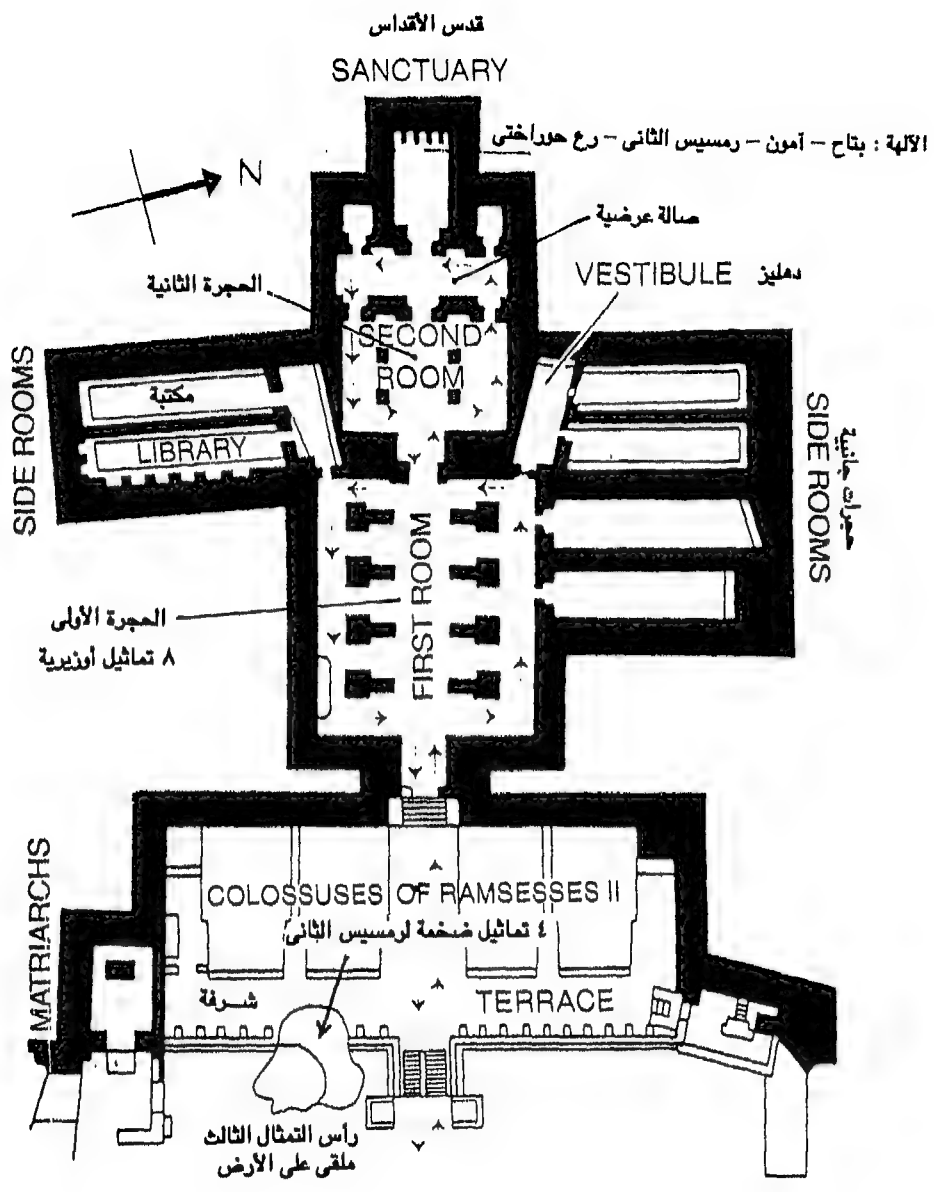 قدس الأقداس
SANCTUARY
الآلهة : بتاح – آمون – رمسيس الثانى – رع حوراختى
N
صالة عرضية
VESTIBULE دهليز
الحجرة الثانية
SECOND
ROOM
SIDE ROOMS
مكتبة
LIBRARY
SIDE ROOMS
حجرات جانبية
FIRST ROOM
الحجرة الأولى
٨ تماثيل أوزيرية
MATRIARCHS
COLOSSUSES OF RAMSESSES II
٤ تماثيل ضخمة لرمسيس الثانى
شرفة
TERRACE
رأس التمثال الثالث
ملقى على الأرض